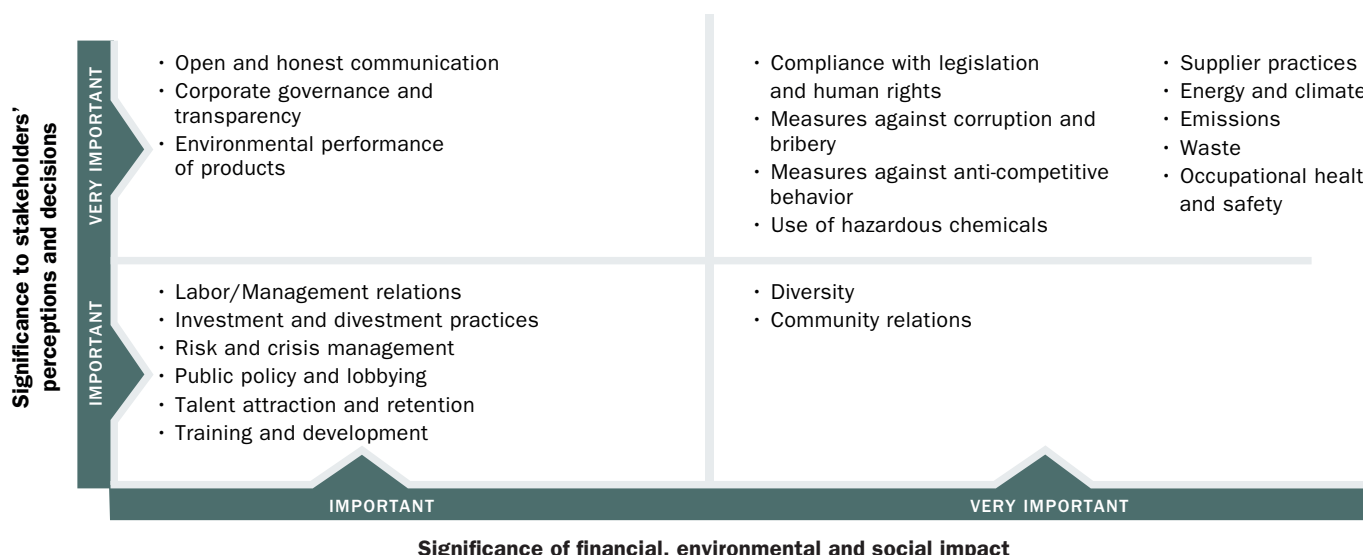 Significance to stakeholders'
perceptions and decisions
VERY IMPORTANT
· Open and honest communication
· Corporate governance and
transparency
· Environmental performance
of products
· Compliance with legislation
and human rights
· Measures against corruption and
bribery
· Measures against anti-competitive
behavior
· Use of hazardous chemicals
· Supplier practices
· Energy and climate
· Emissions
· Waste
· Occupational healt
and safety
IMPORTANT
· Labor/Management relations
· Investment and divestment practices
· Risk and crisis management
· Public policy and lobbying
· Talent attraction and retention
· Training and development
· Diversity
· Community relations
IMPORTANT
VERY IMPORTANT
Significance of financial, environmental and social impact